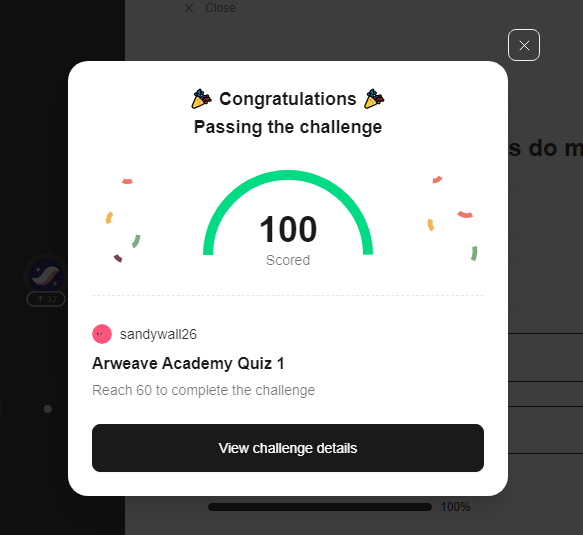 Close
Congratulations
Passing the challenge
s do m
100
Scored
32
sandywall26
Arweave Academy Quiz 1
Reach 60 to complete the challenge
View challenge details
100%